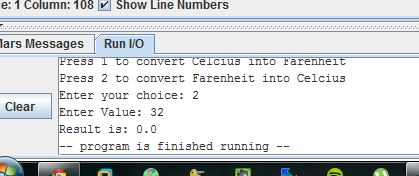 e: 1 Column: 108 Show Line Numbers
Mars Messages Run I/O
Press 1 to convert Celcius into Farenheit
Press 2 to convert Farenheit into Celcius
Enter your choice: 2
Clear
Enter Value: 32
Result is: 0.0
-- program is finished running --